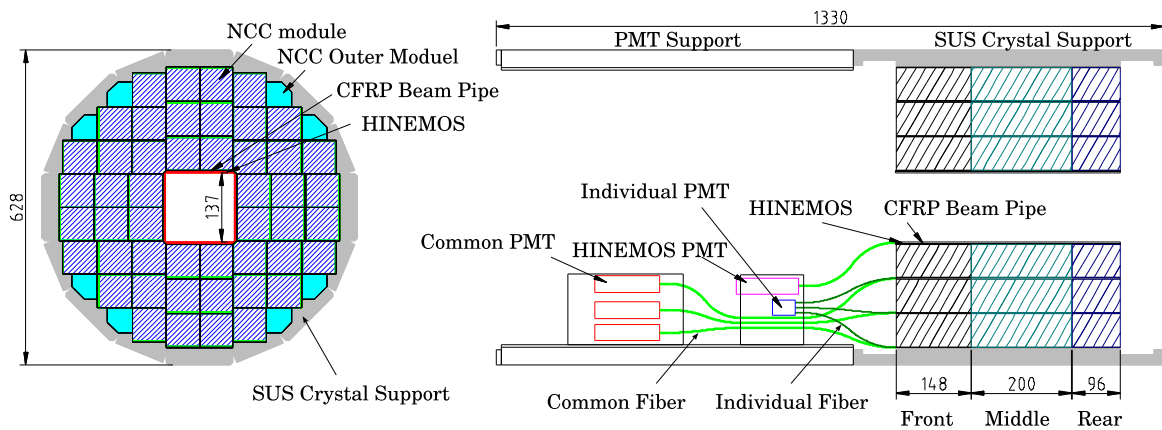 NCC module
NCC Outer Moduel
CFRP Beam Pipe
HINEMOS
628
137
SUS Crystal Support
1330
PMT Support
SUS Crystal Support
Individual PMT
HINEMOS
CFRP Beam Pipe
Common PMT
HINEMOS PMT
Common Fiber
Individual Fiber
148
200
96
Front
Middle
Rear